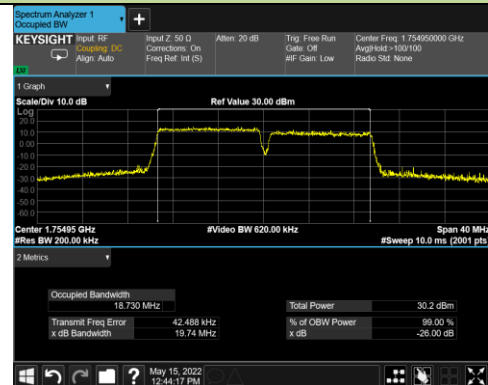 Spectrum Analyzer 1
Occupied BW
KEYSIGHT
Input: RF
Coupling: DC
Align: Auto
Input Z: 50 Ω
Corrections: On
Freq Ref: Int (S)
Atten: 20 dB
Trig: Free Run
Gate: Off
#IF Gain: Low
Center Freq: 1.754950000 GHz
Avg|Hold:>100/100
Radio Std: None
LXI
1 Graph
Scale/Div 10.0 dB
Ref Value 30.00 dBm
Log
20.0
10.0
0.00
-10.0
-20.0
-30.0
-40.0
-50.0
-60.0
Center 1.75495 GHz
#Video BW 620.00 kHz
Span 40 MHz
#Res BW 200.00 kHz
#Sweep 10.0 ms (2001 pts)
2 Metrics
Occupied Bandwidth
18.730 MHz
Total Power 30.2 dBm
Transmit Freq Error 42.488 kHz
% of OBW Power 99.00 %
x dB Bandwidth 19.74 MHz
x dB -26.00 dB
May 15, 2022
12:44:17 PM